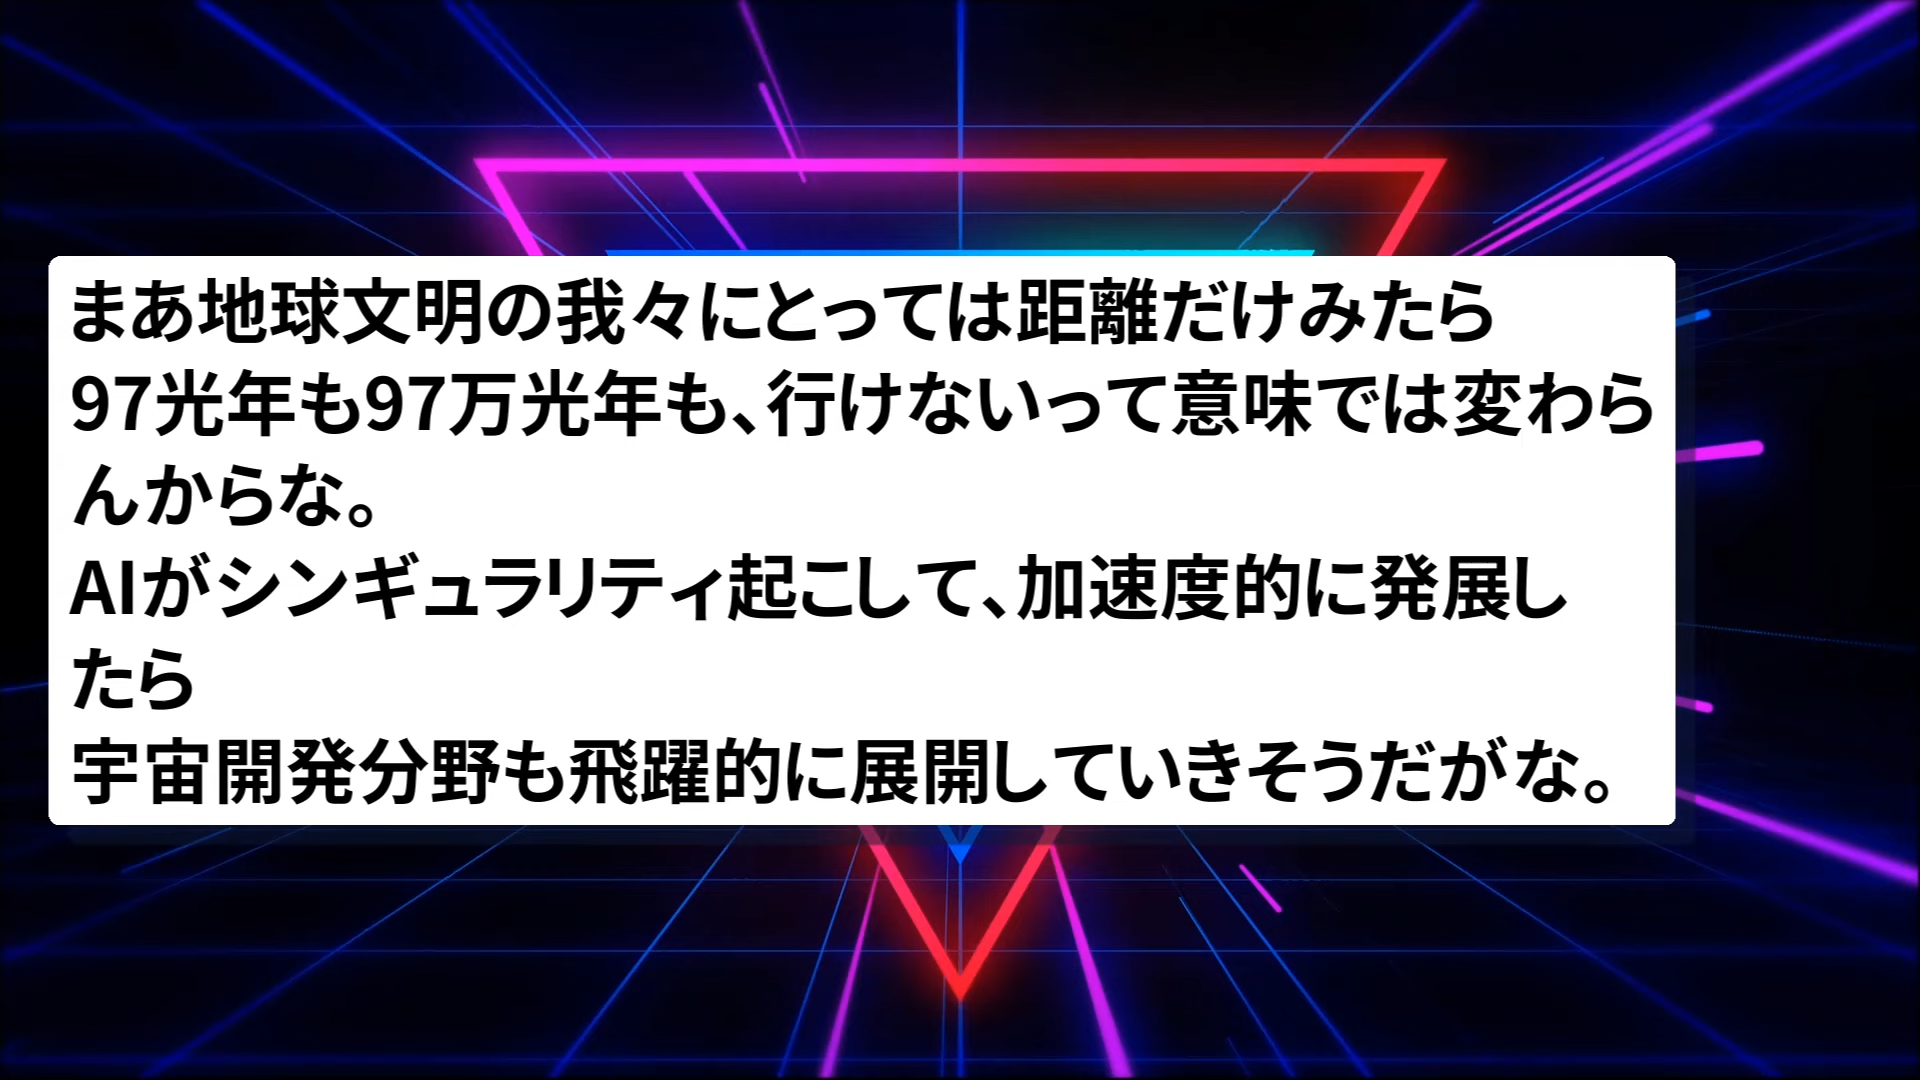 まあ地球文明の我々にとっては距離だけみたら
97光年も97万光年も、行けないって意味では変わら
んからな。
AIがシンギュラリティ起こして、加速度的に発展し
たら
宇宙開発分野も飛躍的に展開していきそうだがな。